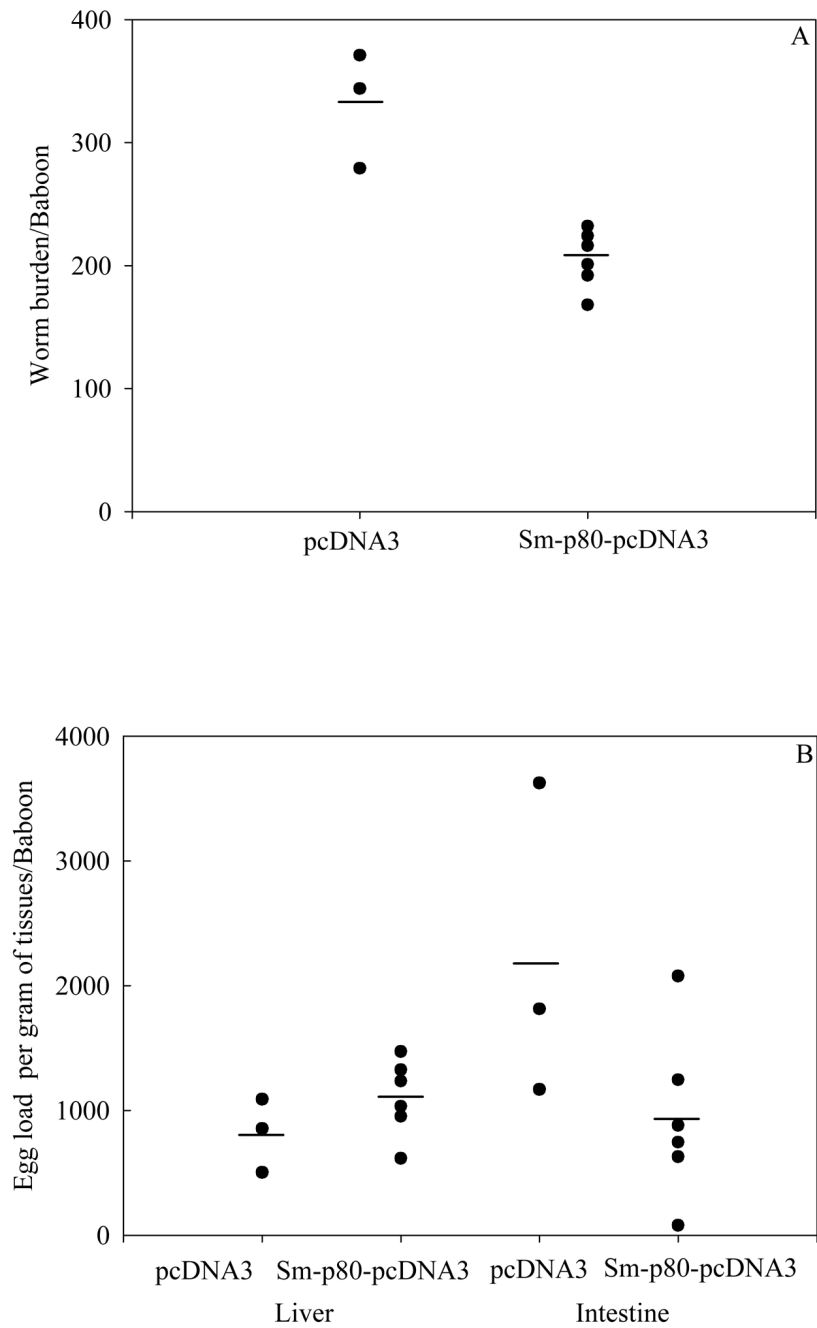 A
400
300
200
100
0
Worm burden/Baboon
pcDNA3 Sm-p80-pcDNA3
B
4000
3000
2000
1000
0
Egg load per gram of tissues/Baboon
pcDNA3 Sm-p80-pcDNA3 pcDNA3 Sm-p80-pcDNA3
Liver Intestine